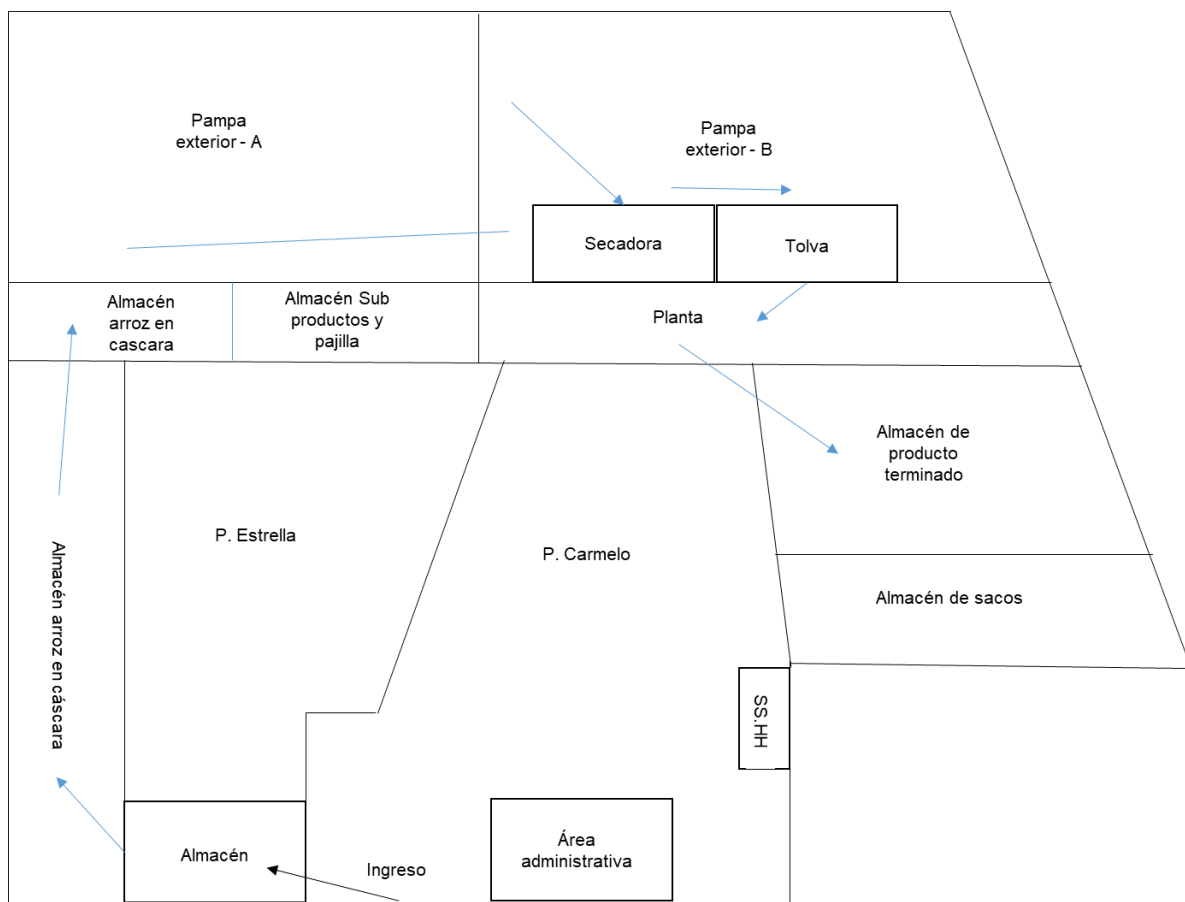 Pampa
exterior - A
Pampa
exterior - B
Secadora
Tolva
Almacén
arroz en
cascara
Almacén Sub
productos y
pajilla
Planta
Almacén de
producto
terminado
P. Estrella
P. Carmelo
Almacén arroz en cáscara
Almacén de sacos
SS.HH
Almacén
Ingreso
Área
administrativa